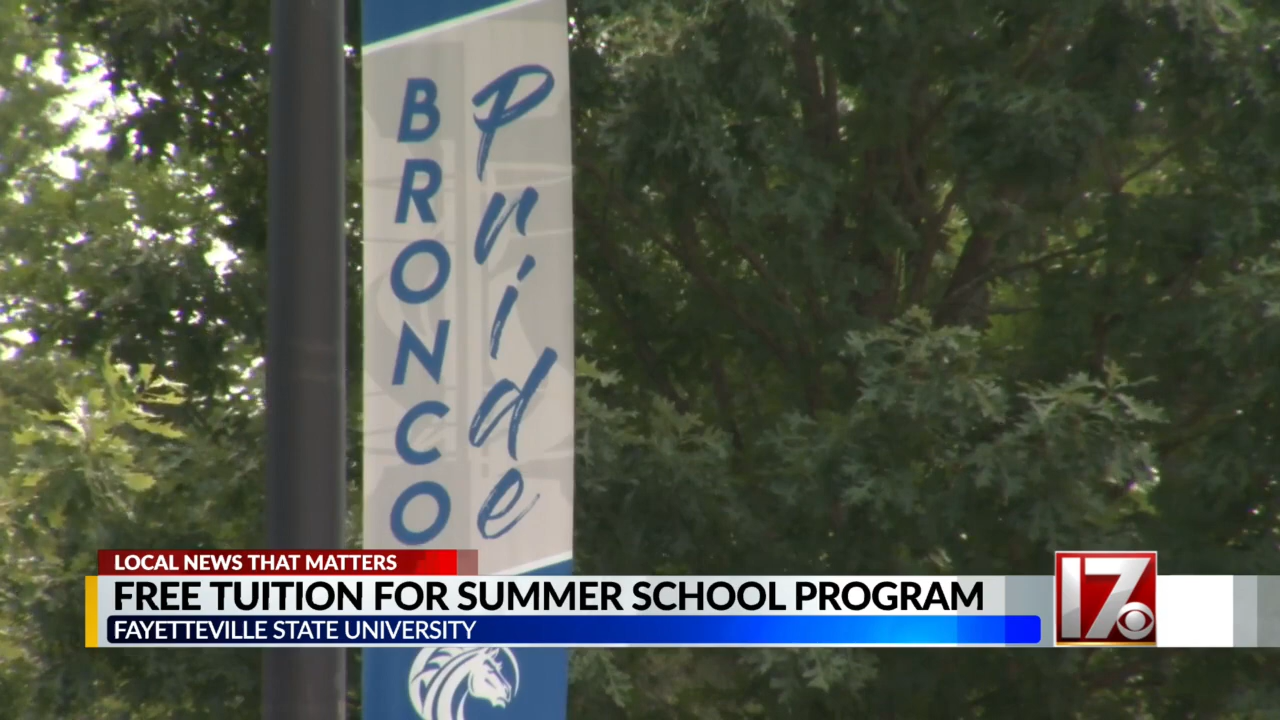 BRONCO
Pride
LOCAL NEWS THAT MATTERS
FREE TUITION FOR SUMMER SCHOOL PROGRAM
FAYETTEVILLE STATE UNIVERSITY
17